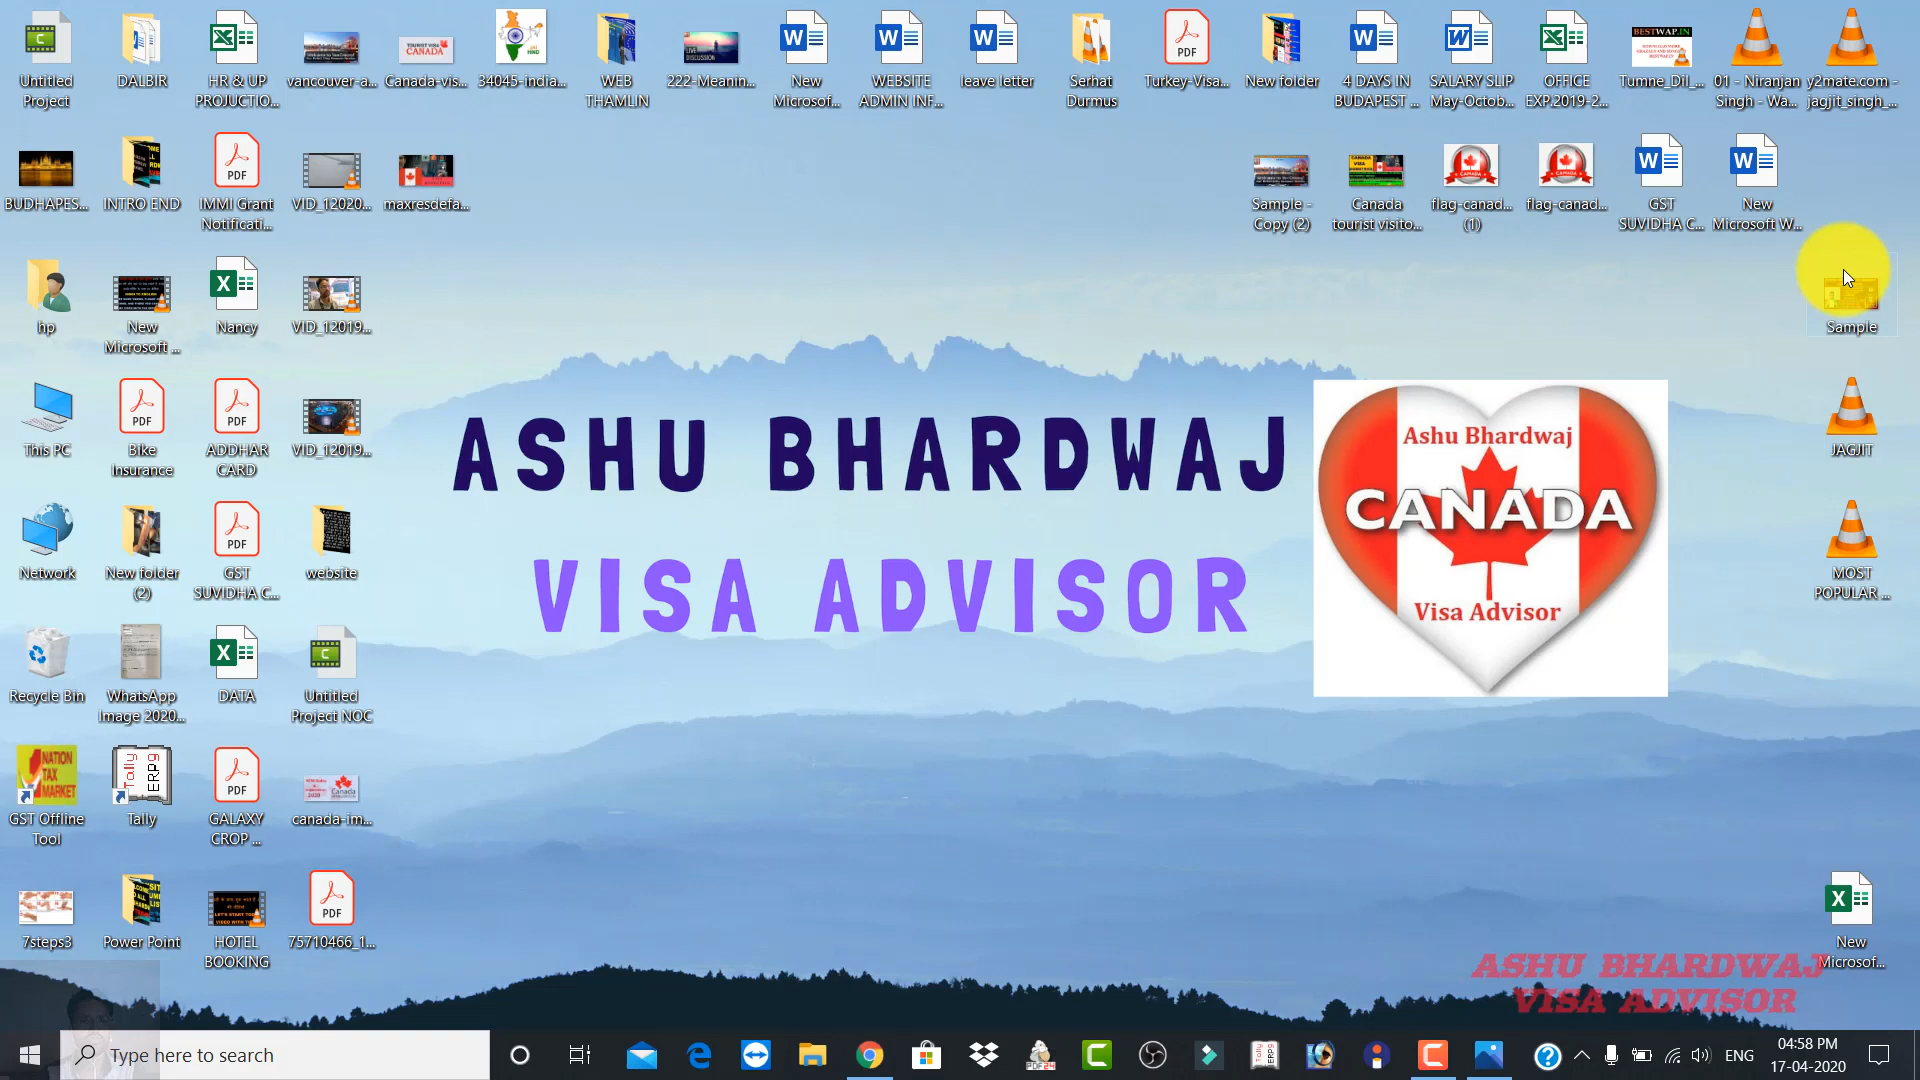 Untitled Project
DALBIR
HR & UP PROJUCTIO...
vancouver-a...
Canada-vis...
34045-india...
WEB THAMLIN
222-Meanin...
New Microsof...
WEBSITE ADMIN INF...
leave letter
Serhat Durmus
Turkey-Visa...
New folder
4 DAYS IN BUDAPEST ...
SALARY SLIP May-Octob...
OFFICE EXP.2019-2...
Tumne_Dil_...
01 - Niranjan Singh - Wa...
y2mate.com - jagjit_singh_...
BUDHAPES...
INTRO END
IMMI Grant Notificati...
VID_12020...
maxresdefa...
Sample - Copy (2)
Canada tourist visito...
flag-canad... (1)
flag-canad...
GST SUVIDHA C...
New Microsoft W...
hp
New Microsoft ...
Nancy
VID_12019...
Sample
This PC
Bike Insurance
ADDHAR CARD
VID_12019...
JAGJIT
Network
New folder (2)
GST SUVIDHA C...
website
MOST POPULAR ...
Recycle Bin
WhatsApp Image 2020...
DATA
Untitled Project NOC
GST Offline Tool
Tally
GALAXY CROP ...
canada-im...
7steps3
Power Point
HOTEL BOOKING
75710466_1...
New Microsof...
ASHU BHARDWAJ
VISA ADVISOR
Ashu Bhardwaj
CANADA
Visa Advisor
ASHU BHARDWAJ
VISA ADVISOR
Type here to search
ENG
04:58 PM
17-04-2020